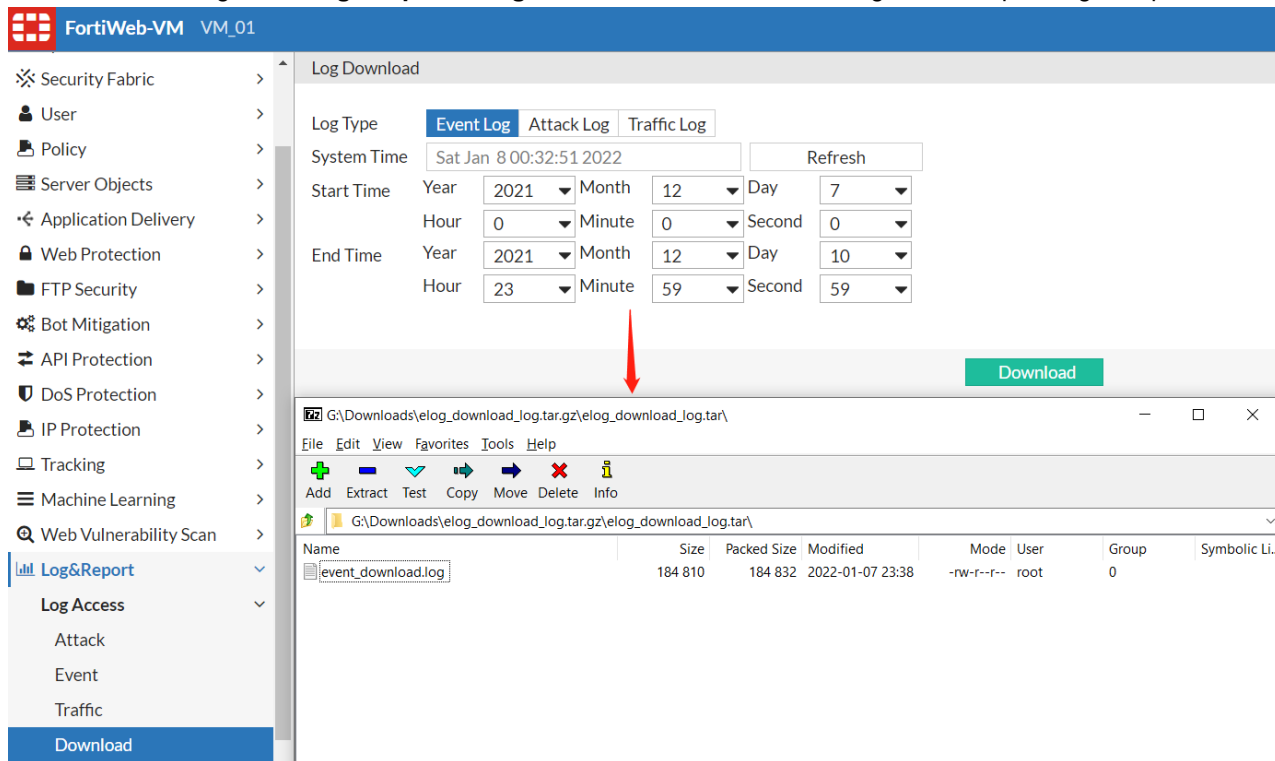 FortiWeb-VM VM_01
Security Fabric
User
Policy
Server Objects
Application Delivery
Web Protection
FTP Security
Bot Mitigation
API Protection
DoS Protection
IP Protection
Tracking
Machine Learning
Web Vulnerability Scan
Log&Report
Log Access
Attack
Event
Traffic
Download
Log Download
Log Type Event Log Attack Log Traffic Log
System Time Sat Jan 8 00:32:51 2022 Refresh
Start Time Year 2021 Month 12 Day 7
Hour 0 Minute 0 Second 0
End Time Year 2021 Month 12 Day 10
Hour 23 Minute 59 Second 59
Download
7z G:\Downloads\elog_download_log.tar.gz\elog_download_log.tar\
File Edit View Favorites Tools Help
Add Extract Test Copy Move Delete Info
G:\Downloads\elog_download_log.tar.gz\elog_download_log.tar\
Name Size Packed Size Modified Mode User Group Symbolic Li...
event_download.log 184 810 184 832 2022-01-07 23:38 -rw-r--r-- root 0